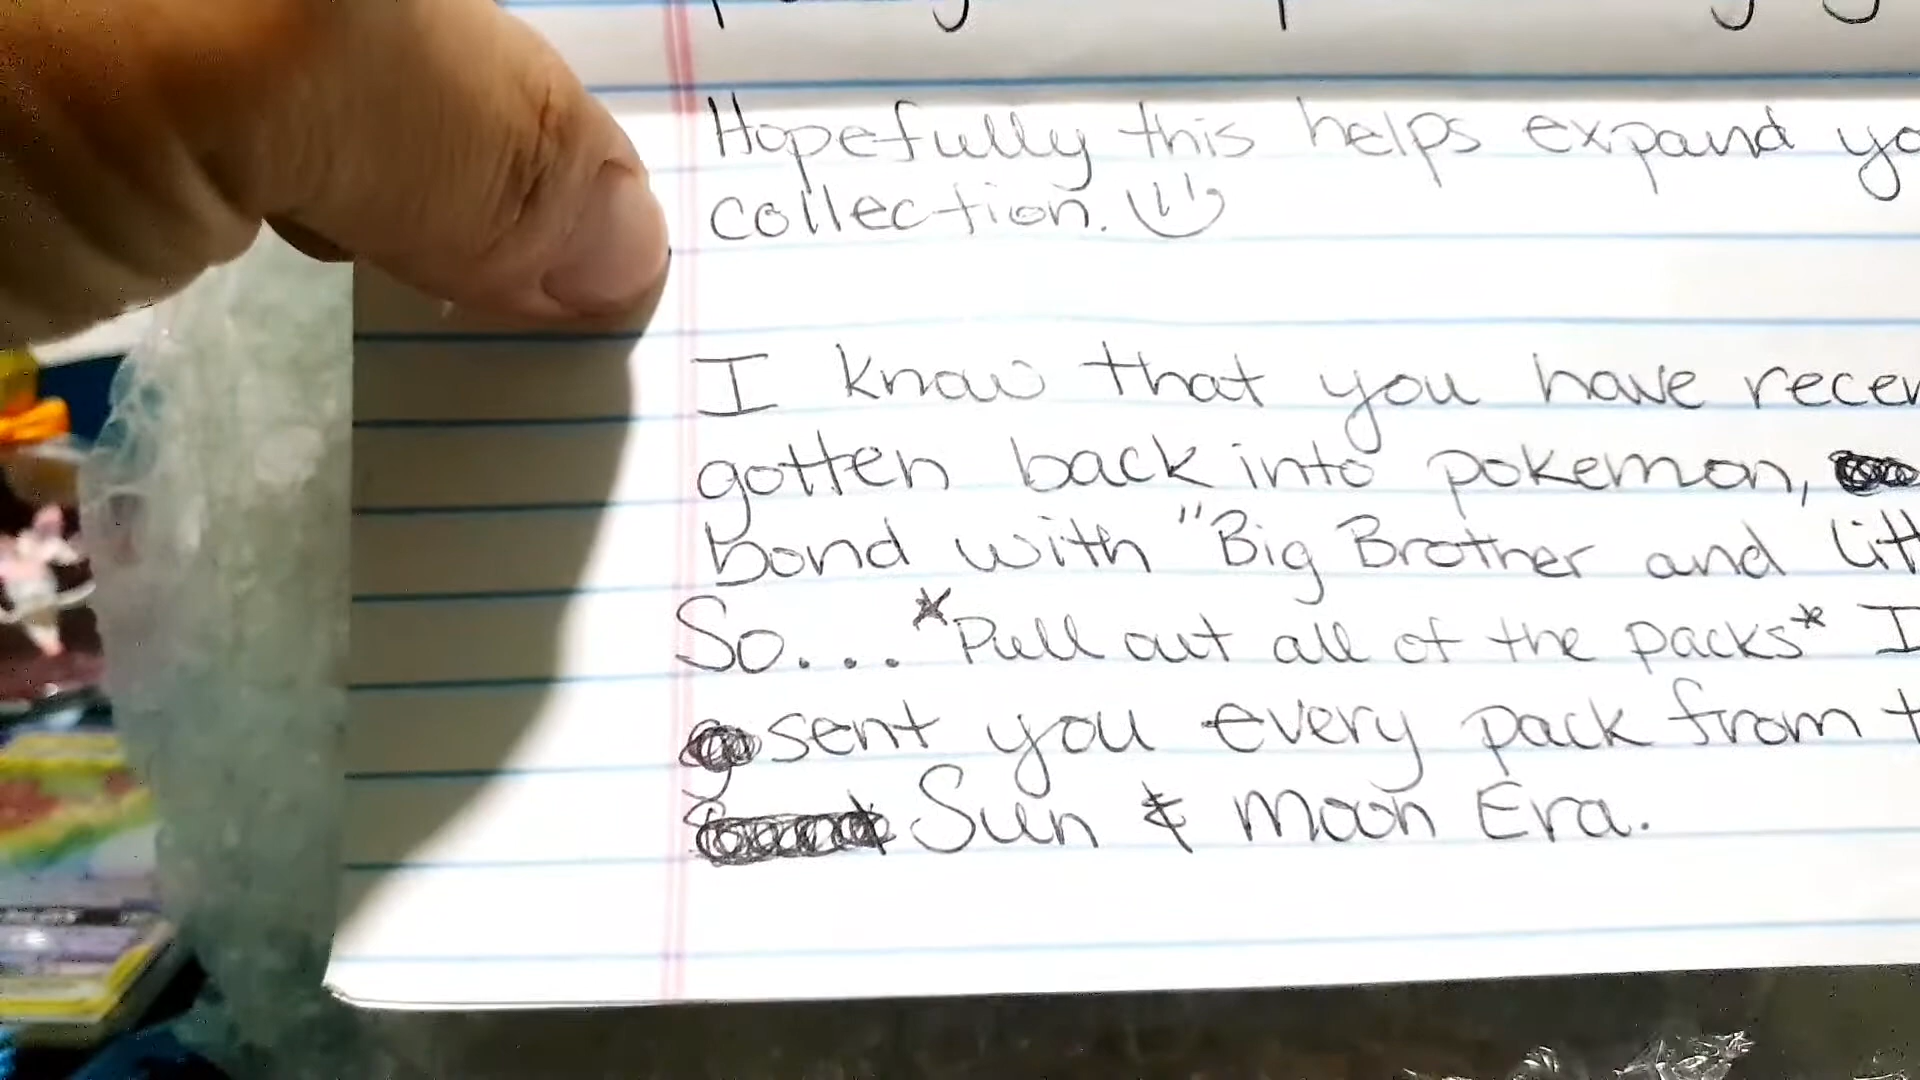 Hopefully this helps expand yo
collection.
I know that you have recen
gotten back into pokemon,
bond with "Big Brother and Litt
So... *Pull out all of the packs* I
sent you every pack from t
Sun & Moon Era.